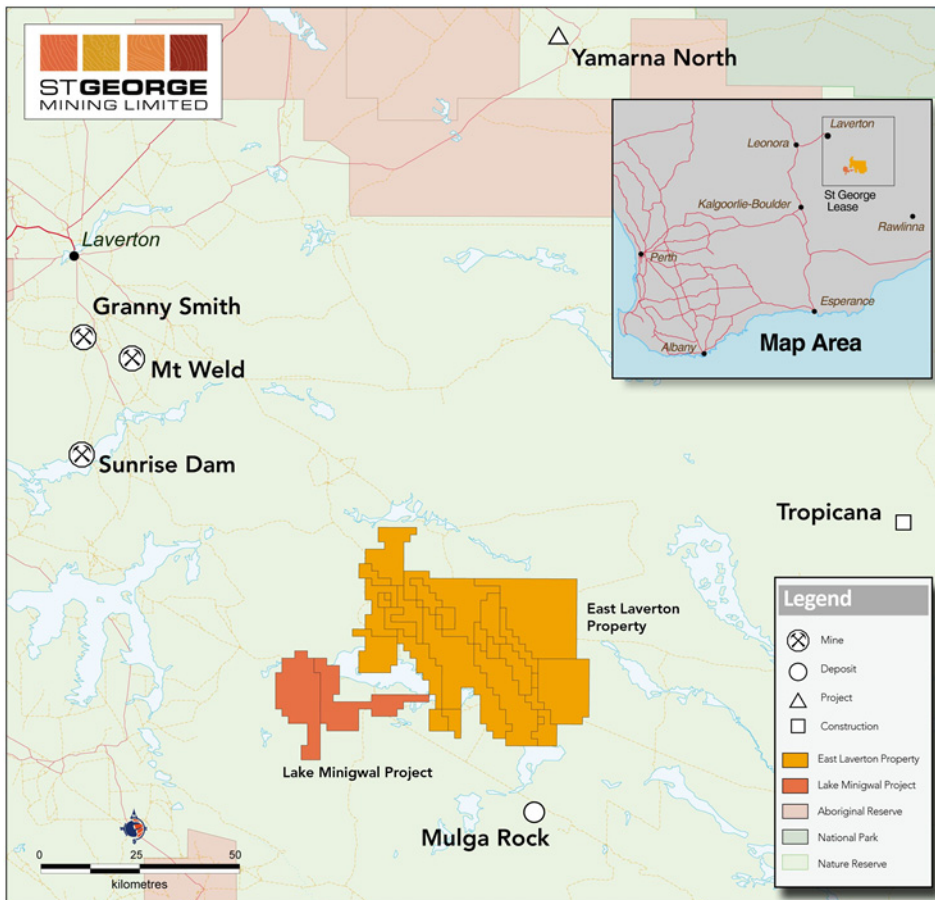 ST GEORGE
MINING LIMITED
Yamarna North
Laverton
Granny Smith
Mt Weld
Sunrise Dam
Laverton
Leonora
St George
Lease
Kalgoorlie-Boulder
Rawlinna
Perth
Esperance
Albany
Map Area
Tropicana
East Laverton
Property
Lake Minigwal Project
Mulga Rock
0 25 50
kilometres
Legend
Mine
Deposit
Project
Construction
East Laverton Property
Lake Minigwal Project
Aboriginal Reserve
National Park
Nature Reserve